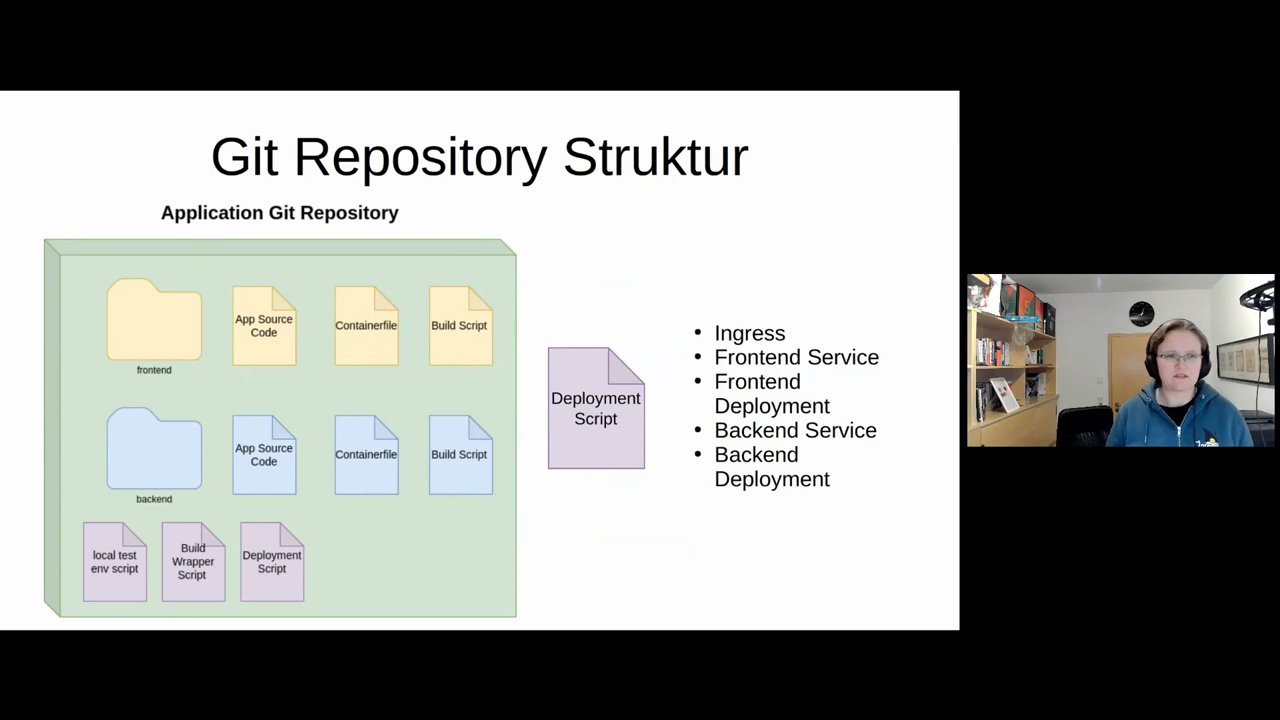 Git Repository Struktur
Application Git Repository
frontend
App Source
Code
Containerfile
Build Script
backend
App Source
Code
Containerfile
Build Script
local test
env script
Build
Wrapper
Script
Deployment
Script
Deployment
Script
• Ingress
• Frontend Service
• Frontend
Deployment
• Backend Service
• Backend
Deployment